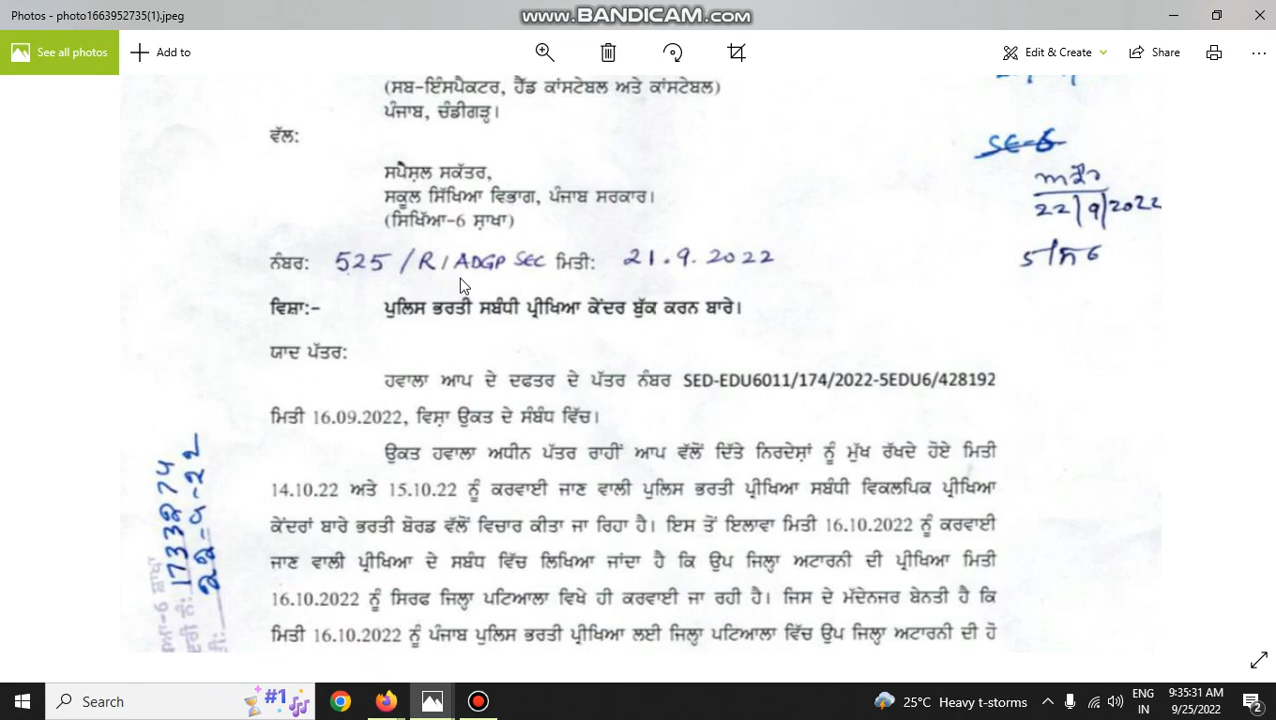 Photos - photo1663952735(1).jpeg
www.BANDICAM.com
See all photos
Add to
Edit & Create
Share
(ਸਬ-ਇੰਸਪੈਕਟਰ, ਹੈੱਡ ਕਾਂਸਟੇਬਲ ਅਤੇ ਕਾਂਸਟੇਬਲ)
ਪੰਜਾਬ, ਚੰਡੀਗੜ੍ਹ।
ਵੱਲ:
SE-6
22/9/2022
ਸਪੈਸ਼ਲ ਸਕੱਤਰ,
ਸਕੂਲ ਸਿੱਖਿਆ ਵਿਭਾਗ, ਪੰਜਾਬ ਸਰਕਾਰ।
(ਸਿਖਿੱਆ-6 ਸ਼ਾਖਾ)
ਨੰਬਰ: 525 /R/ ADGP SEC ਮਿਤੀ: 21.9.2022
ਵਿਸ਼ਾ:- ਪੁਲਿਸ ਭਰਤੀ ਸਬੰਧੀ ਪ੍ਰੀਖਿਆ ਕੇਂਦਰ ਬੁੱਕ ਕਰਨ ਬਾਰੇ।
ਯਾਦ ਪੱਤਰ:
ਹਵਾਲਾ ਆਪ ਦੇ ਦਫਤਰ ਦੇ ਪੱਤਰ ਨੰਬਰ SED-EDU6011/174/2022-5EDU6/428192
ਮਿਤੀ 16.09.2022, ਵਿਸ਼ਾ ਉਕਤ ਦੇ ਸੰਬੰਧ ਵਿੱਚ।
ਉਕਤ ਹਵਾਲਾ ਅਧੀਨ ਪੱਤਰ ਰਾਹੀਂ ਆਪ ਵੱਲੋਂ ਦਿੱਤੇ ਨਿਰਦੇਸ਼ਾਂ ਨੂੰ ਮੁੱਖ ਰੱਖਦੇ ਹੋਏ ਮਿਤੀ
14.10.22 ਅਤੇ 15.10.22 ਨੂੰ ਕਰਵਾਈ ਜਾਣ ਵਾਲੀ ਪੁਲਿਸ ਭਰਤੀ ਪ੍ਰੀਖਿਆ ਸਬੰਧੀ ਵਿਕਲਪਿਕ ਪ੍ਰੀਖਿਆ
ਕੇਂਦਰਾਂ ਬਾਰੇ ਭਰਤੀ ਬੋਰਡ ਵੱਲੋਂ ਵਿਚਾਰ ਕੀਤਾ ਜਾ ਰਿਹਾ ਹੈ। ਇਸ ਤੋਂ ਇਲਾਵਾ ਮਿਤੀ 16.10.2022 ਨੂੰ ਕਰਵਾਈ
ਜਾਣ ਵਾਲੀ ਪ੍ਰੀਖਿਆ ਦੇ ਸਬੰਧ ਵਿੱਚ ਲਿਖਿਆ ਜਾਂਦਾ ਹੈ ਕਿ ਉਪ ਜਿਲ੍ਹਾ ਅਟਾਰਨੀ ਦੀ ਪ੍ਰੀਖਿਆ ਮਿਤੀ
16.10.2022 ਨੂੰ ਸਿਰਫ ਜਿਲ੍ਹਾ ਪਟਿਆਲਾ ਵਿਖੇ ਹੀ ਕਰਵਾਈ ਜਾ ਰਹੀ ਹੈ। ਜਿਸ ਦੇ ਮੱਦੇਨਜਰ ਬੇਨਤੀ ਹੈ ਕਿ
ਮਿਤੀ 16.10.2022 ਨੂੰ ਪੰਜਾਬ ਪੁਲਿਸ ਭਰਤੀ ਪ੍ਰੀਖਿਆ ਲਈ ਜਿਲ੍ਹਾ ਪਟਿਆਲਾ ਵਿੱਚ ਉਪ ਜਿਲ੍ਹਾ ਅਟਾਰਨੀ ਦੀ ਹੋ
Search
#1
25°C Heavy t-storms
ENG
IN
9:35:31 AM
9/25/2022
2